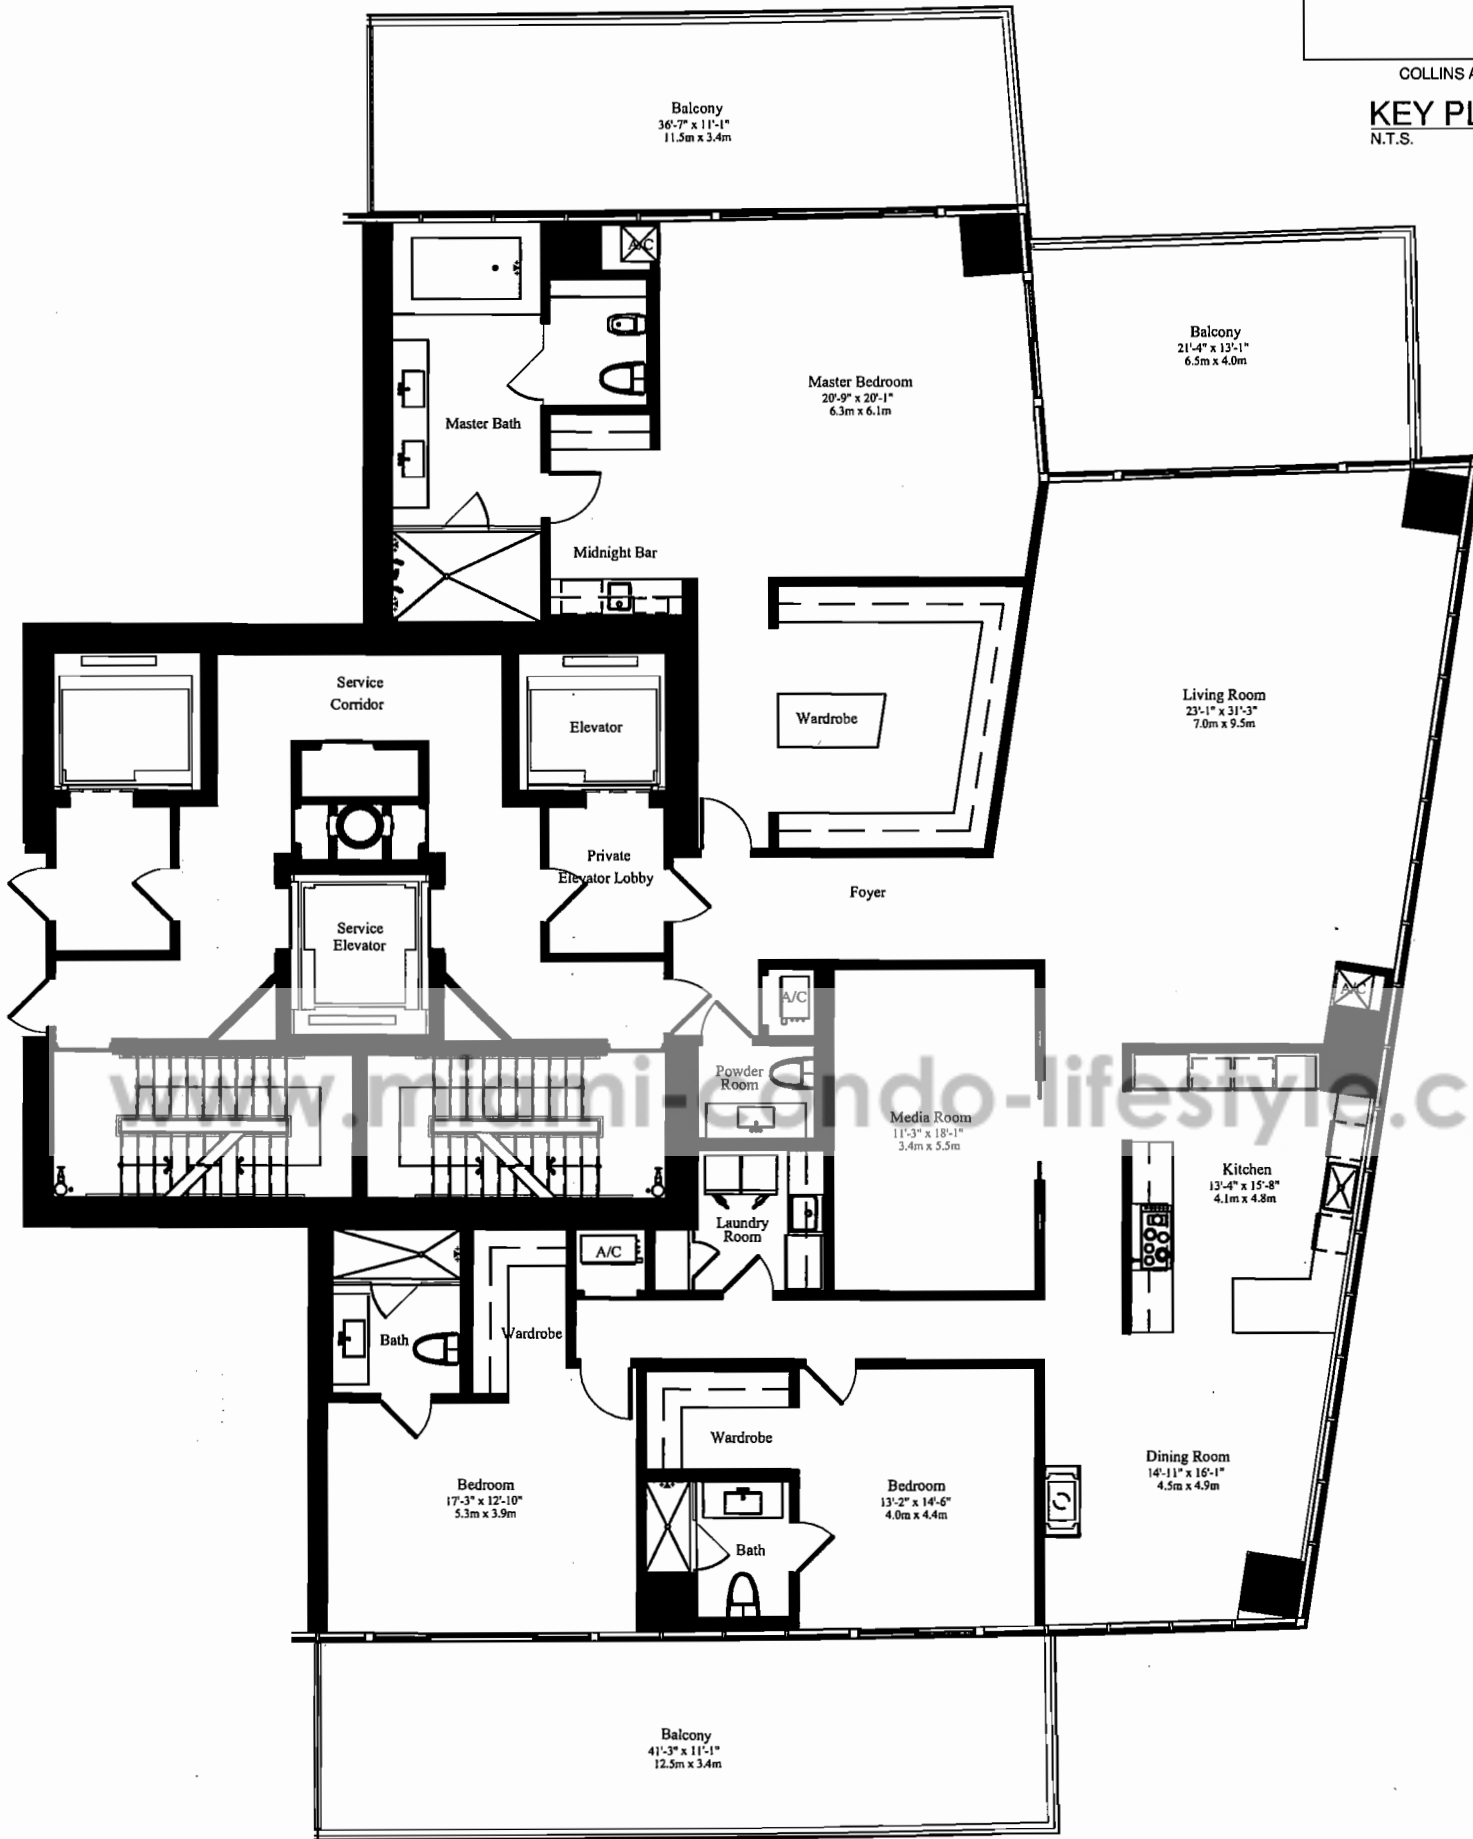 COLLINS A
KEY PL
N.T.S.
Balcony
36'-7" x 11'-1"
11.5m x 3.4m
A/C
Balcony
21'-4" x 13'-1"
6.5m x 4.0m
Master Bedroom
20'-9" x 20'-1"
6.3m x 6.1m
Master Bath
Midnight Bar
Service
Corridor
Elevator
Wardrobe
Living Room
23'-1" x 31'-3"
7.0m x 9.5m
Private
Elevator Lobby
Foyer
Service
Elevator
A/C
A/C
Powder
Room
www.miami-condo-lifestyle.c
Media Room
11'-3" x 18'-1"
3.4m x 5.5m
Kitchen
13'-4" x 15'-8"
4.1m x 4.8m
Laundry
Room
A/C
Bath
Wardrobe
Wardrobe
Dining Room
14'-11" x 16'-1"
4.5m x 4.9m
Bedroom
17'-3" x 12'-10"
5.3m x 3.9m
Bedroom
13'-2" x 14'-6"
4.0m x 4.4m
Bath
Balcony
41'-3" x 11'-1"
12.5m x 3.4m